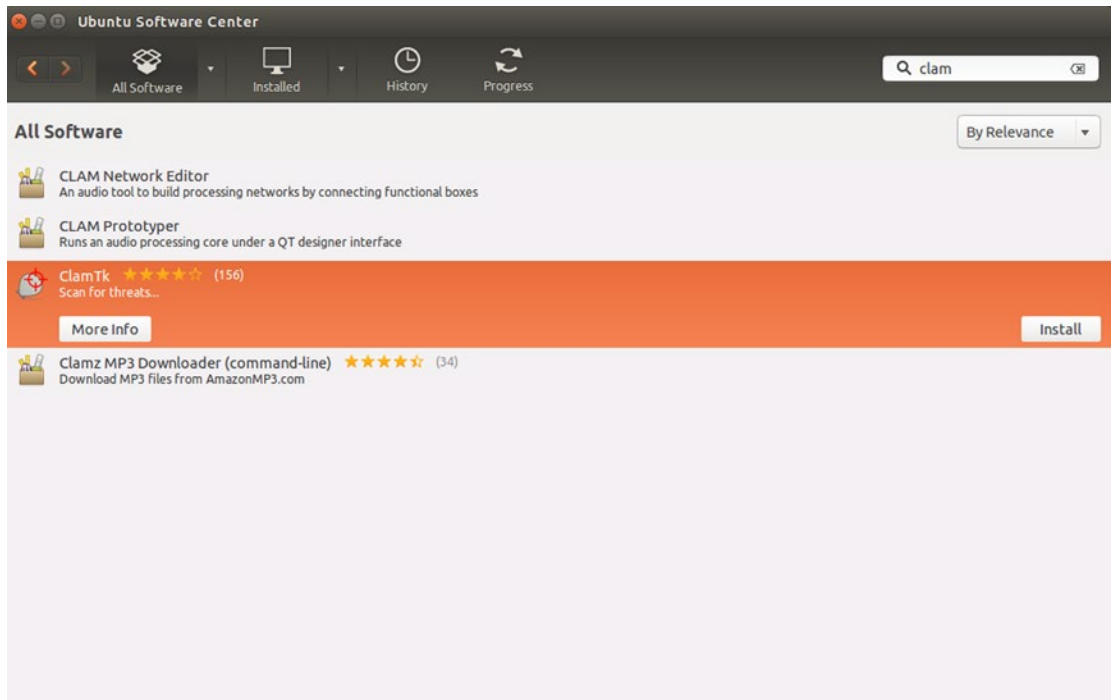 Ubuntu Software Center
All Software
Installed
History
Progress
clam
All Software
By Relevance
CLAM Network Editor
An audio tool to build processing networks by connecting functional boxes
CLAM Prototyper
Runs an audio processing core under a QT designer interface
ClamTk (156)
Scan for threats...
More Info
Install
Clamz MP3 Downloader (command-line) (34)
Download MP3 files from AmazonMP3.com